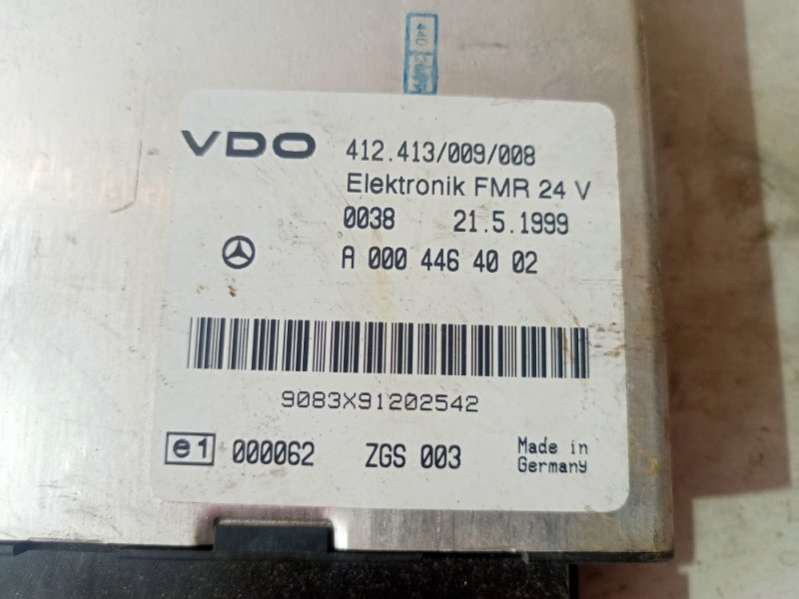 VDO 412.413/009/008
Elektronik FMR 24 V
0038 21.5.1999
A 000 446 40 02
9083X91202542
e1 000062 ZGS 003 Made in
Germany